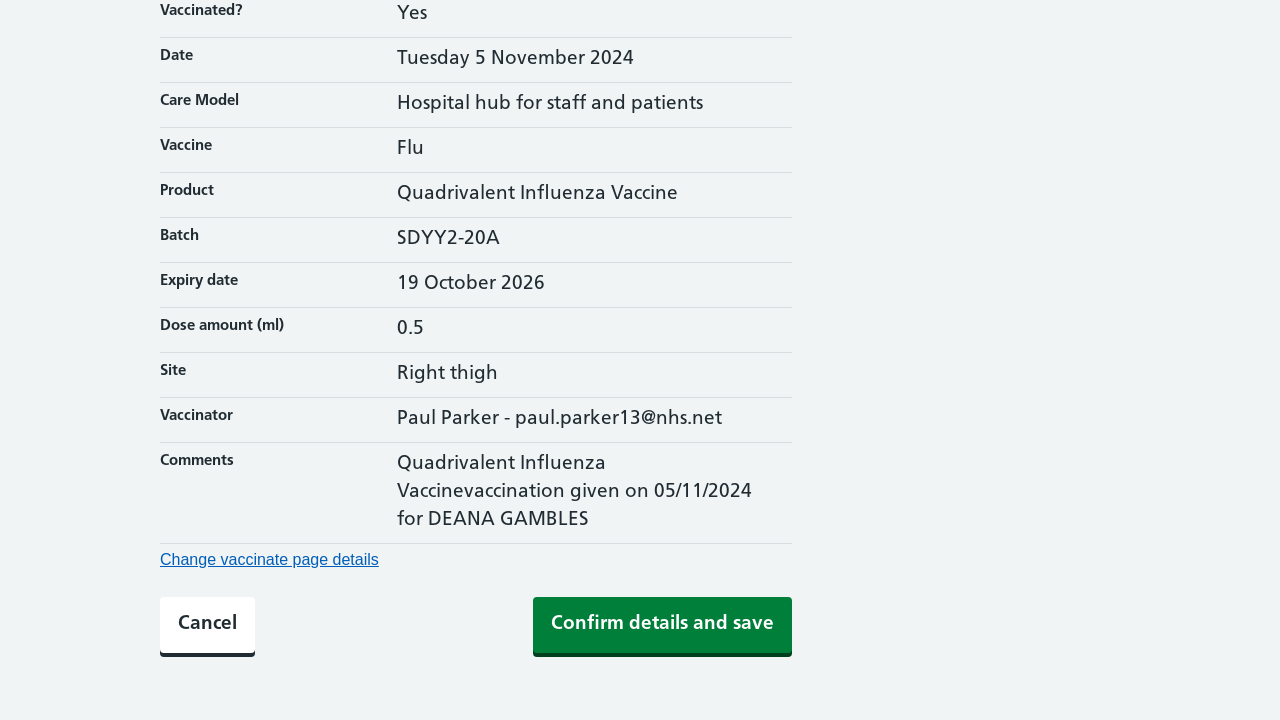 Vaccinated? Yes
Date Tuesday 5 November 2024
Care Model Hospital hub for staff and patients
Vaccine Flu
Product Quadrivalent Influenza Vaccine
Batch SDYY2-20A
Expiry date 19 October 2026
Dose amount (ml) 0.5
Site Right thigh
Vaccinator Paul Parker - paul.parker13@nhs.net
Comments Quadrivalent Influenza
Vaccinevaccination given on 05/11/2024
for DEANA GAMBLES
Change vaccinate page details
Cancel Confirm details and save